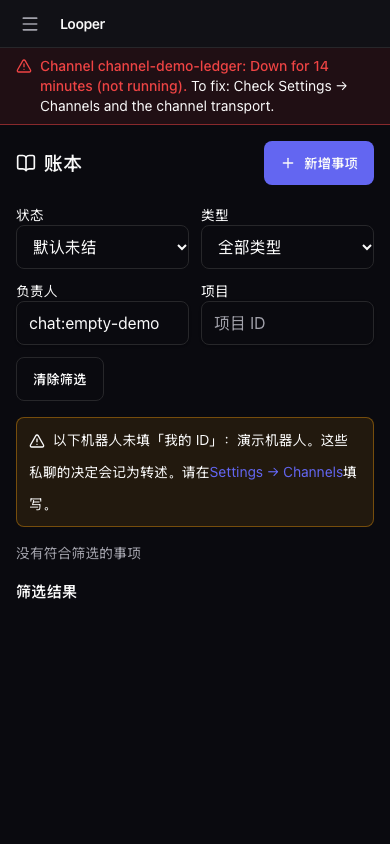 Looper
Channel channel-demo-ledger: Down for 14
minutes (not running). To fix: Check Settings →
Channels and the channel transport.
账本
+ 新增事项
状态
类型
默认未结
全部类型
负责人
项目
chat:empty-demo
项目 ID
清除筛选
以下机器人未填「我的 ID」：演示机器人。这些
私聊的决定会记为转述。请在Settings → Channels填
写。
没有符合筛选的事项
筛选结果